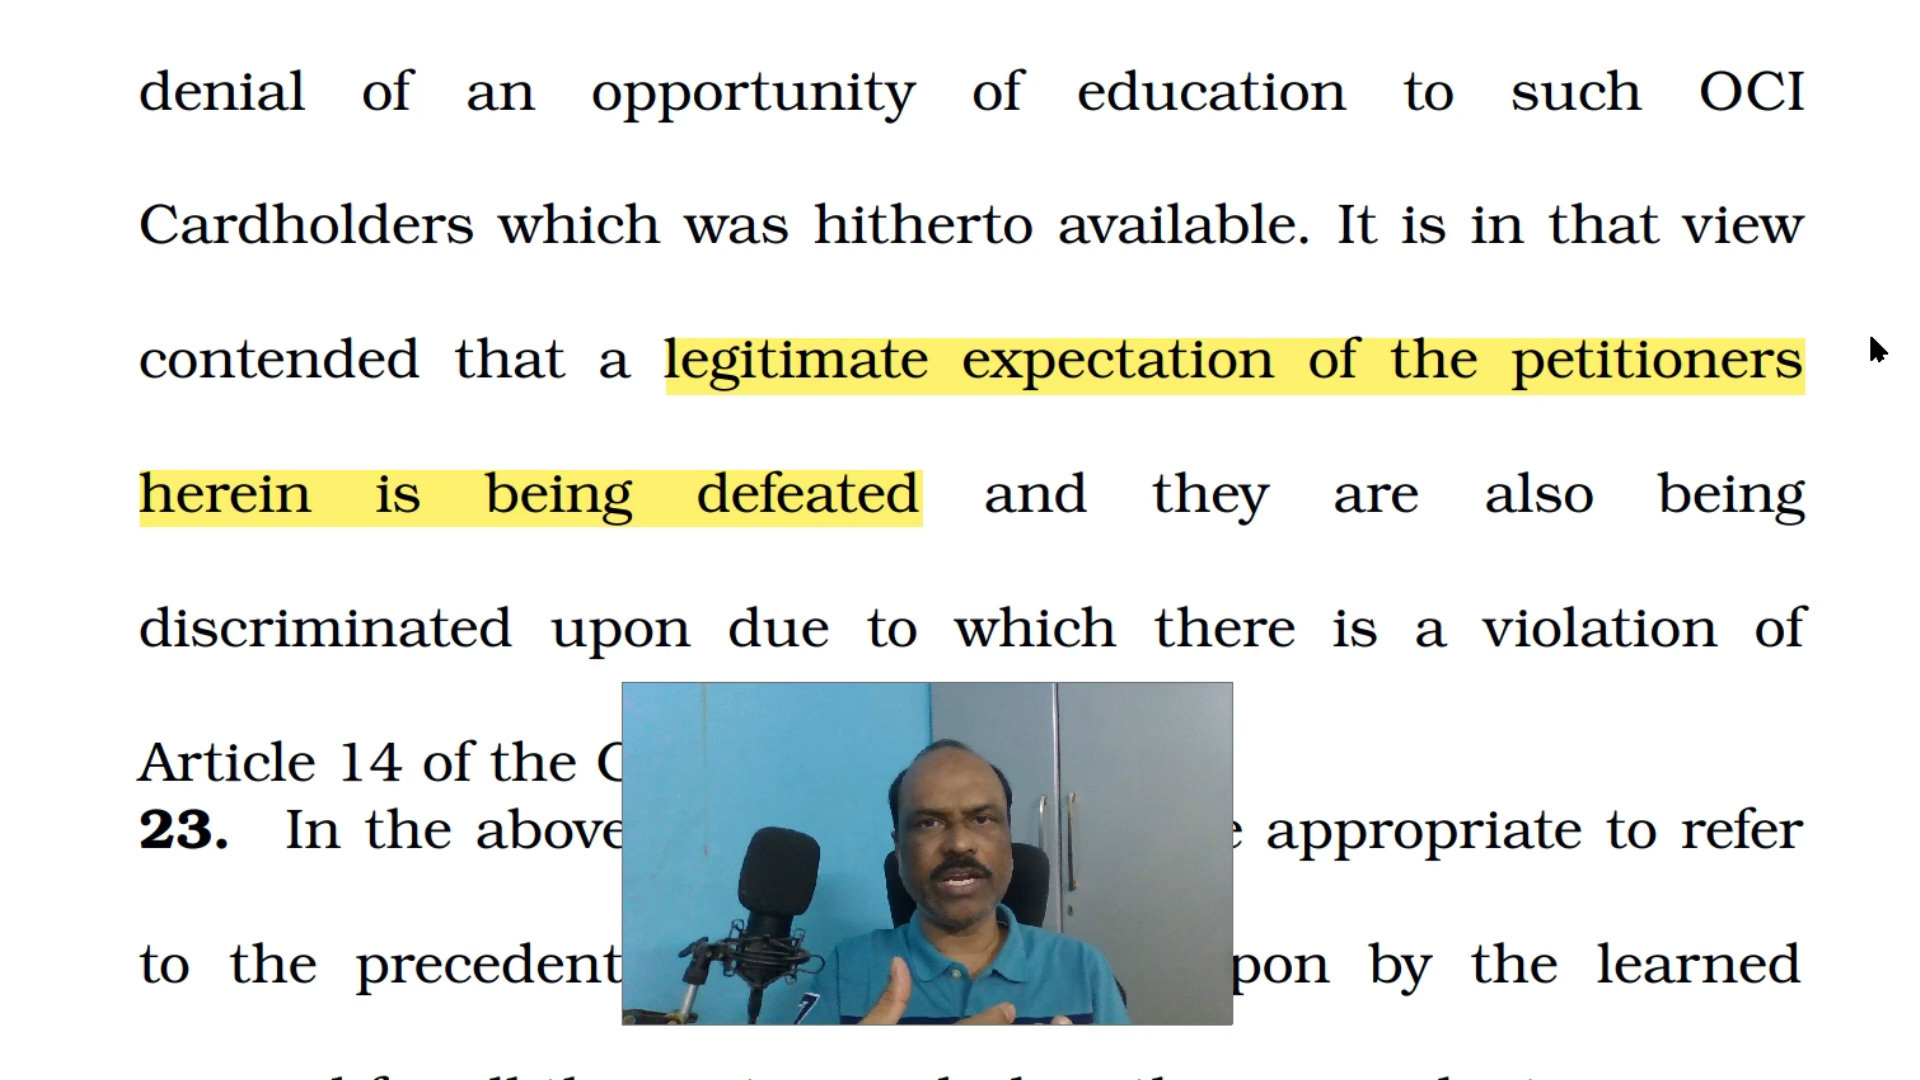 denial of an opportunity of education to such OCI
Cardholders which was hitherto available. It is in that view
contended that a legitimate expectation of the petitioners
herein is being defeated and they are also being
discriminated upon due to which there is a violation of
Article 14 of the
23. In the above appropriate to refer
to the precedent by the learned